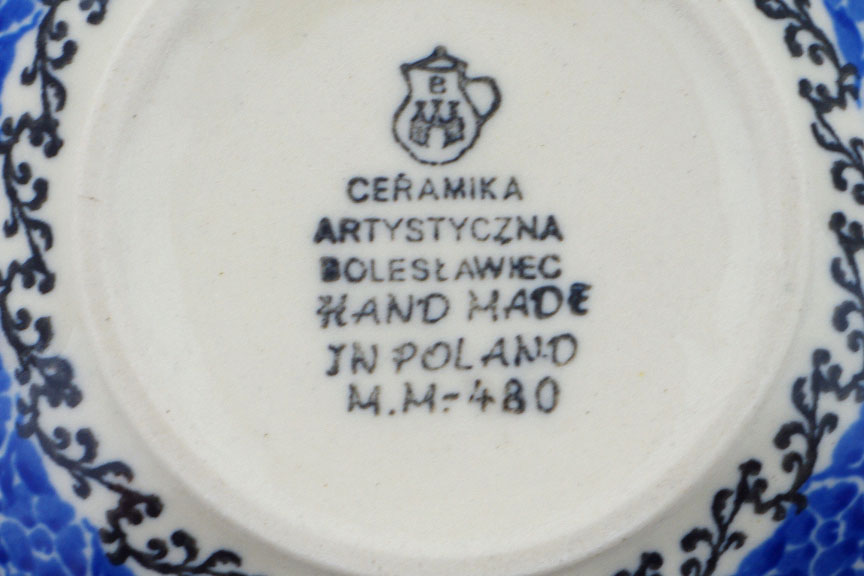 B
CERAMIKA
ARTYSTYCZNA
BOLESŁAWIEC
HAND MADE
IN POLAND
M.M-480